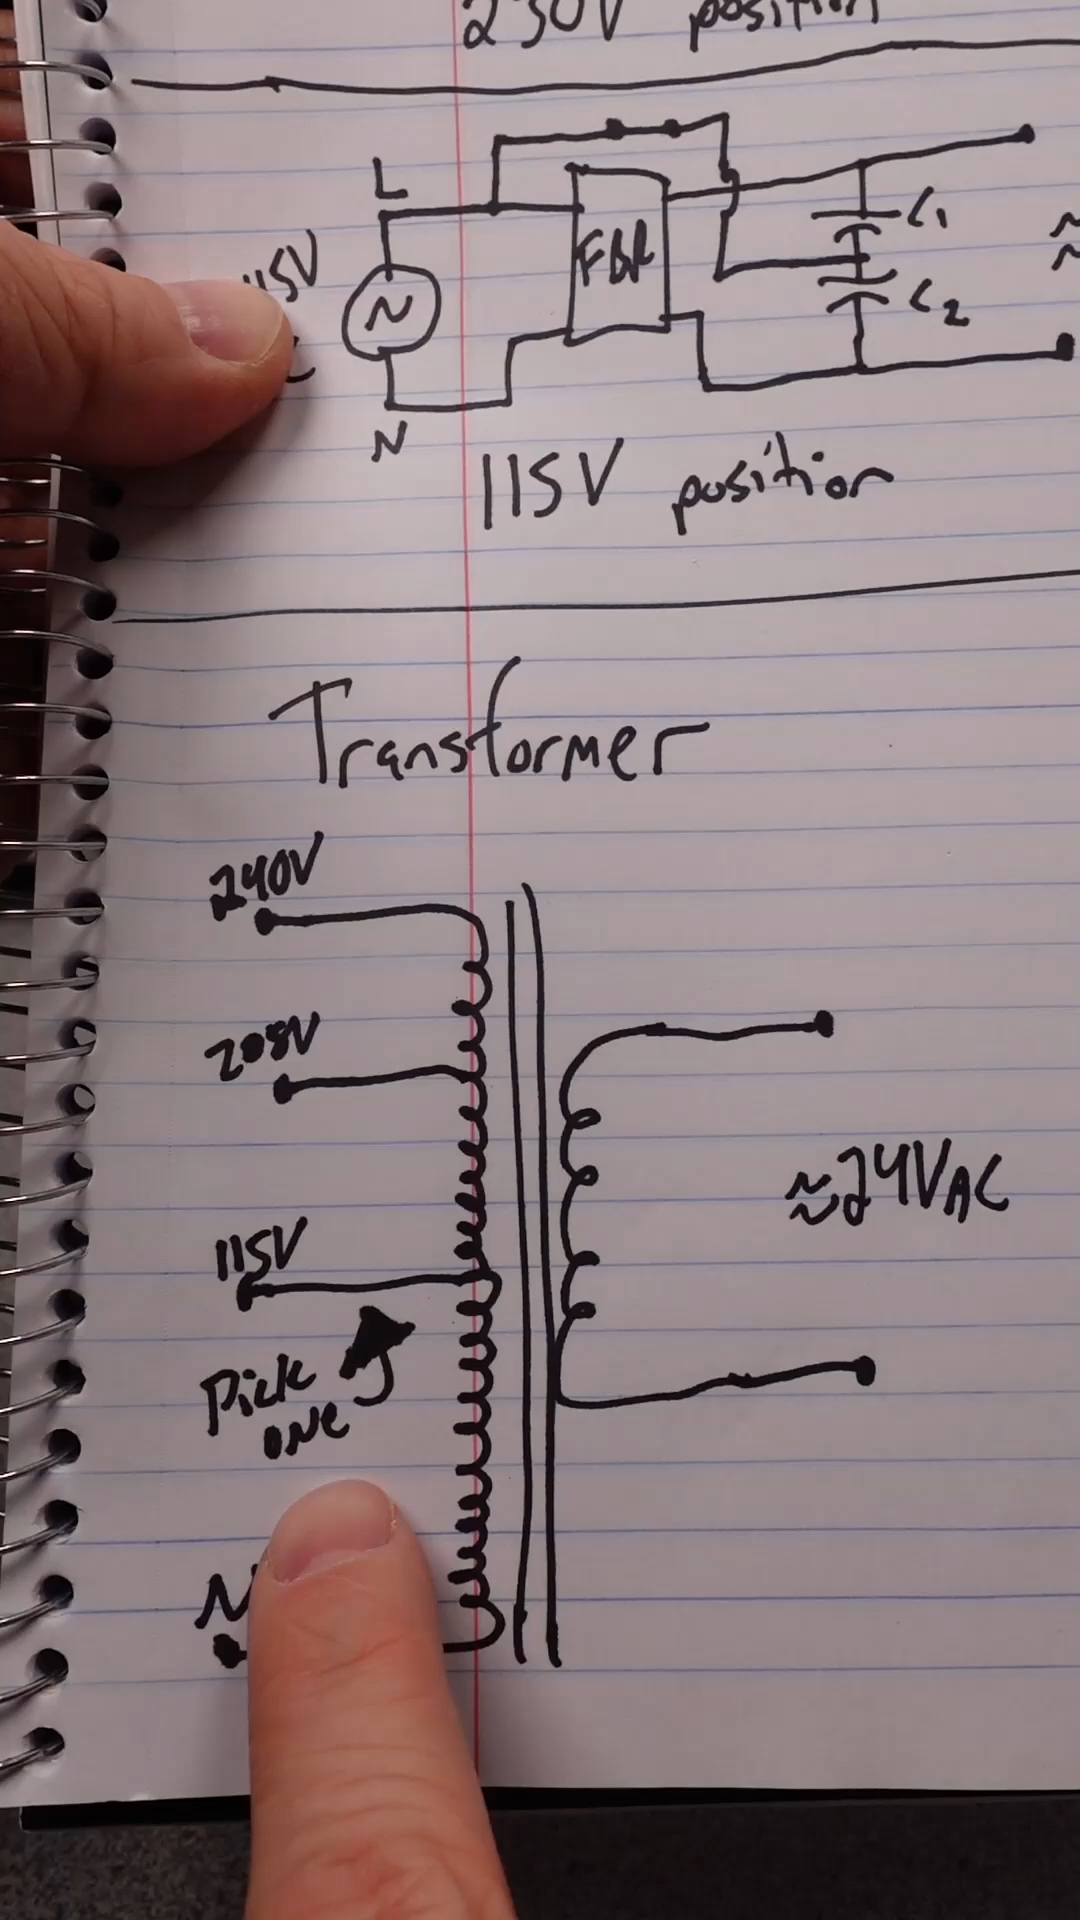 230V position
L
115V
~
FBR
C1
C2
≈
N
115V position
Transformer
240V
208V
≈24VAC
115V
Pick
one
N